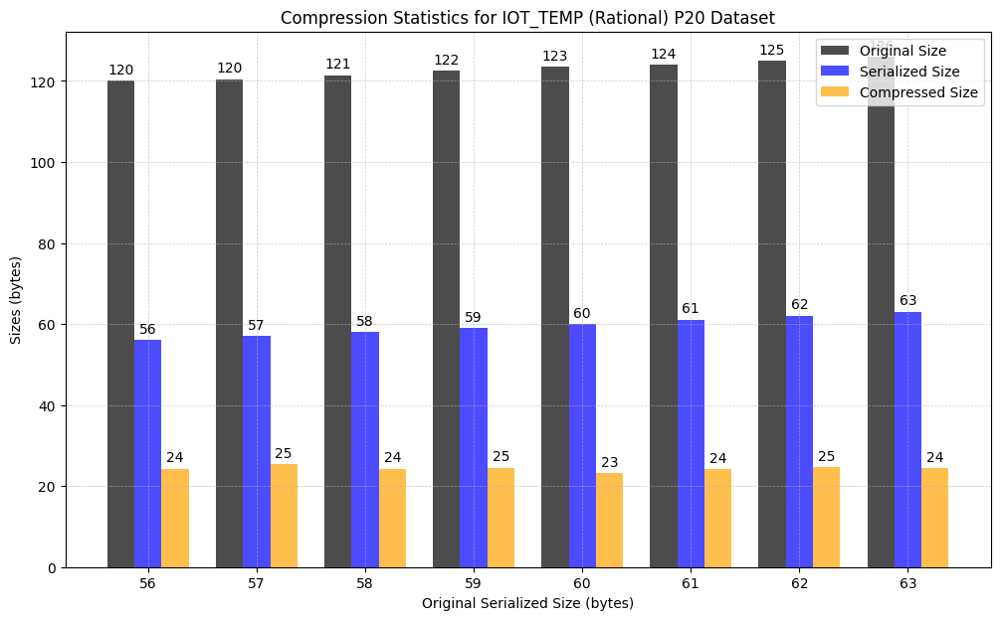 Compression Statistics for IOT_TEMP (Rational) P20 Dataset
Original Size
Serialized Size
Compressed Size
120 120 121 122 123 124 125 126
56 57 58 59 60 61 62 63
24 25 24 25 23 24 25 24
Sizes (bytes)
120
100
80
60
40
20
0
56 57 58 59 60 61 62 63
Original Serialized Size (bytes)